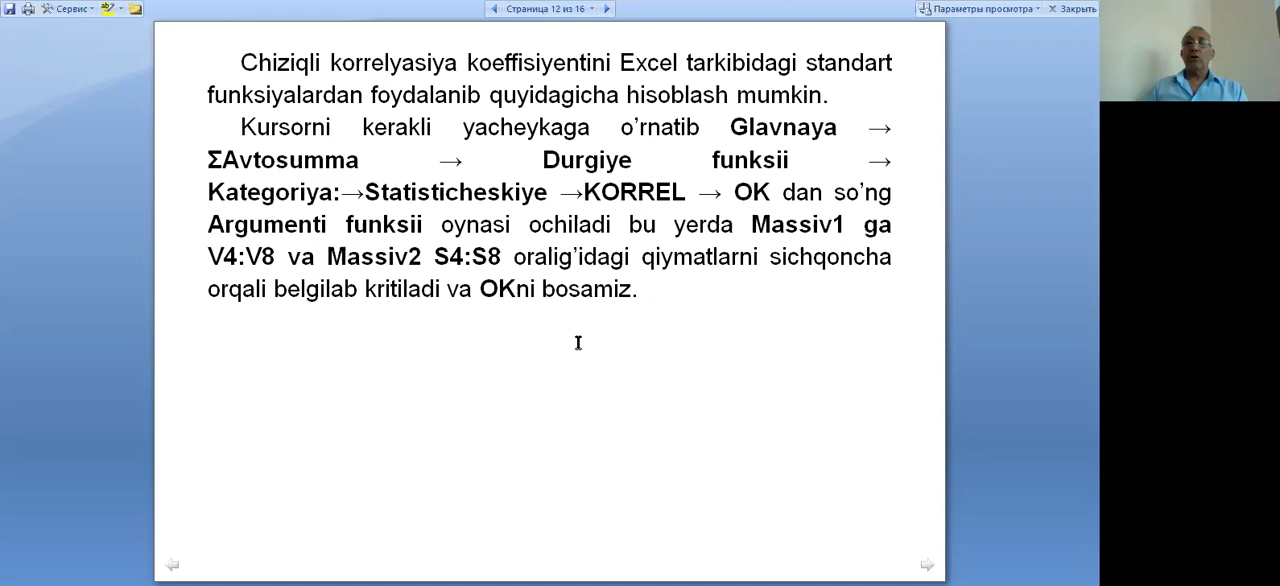 Сервис
Страница 12 из 16
Параметры просмотра
Закрыть
Chiziqli korrelyasiya koeffisiyentini Excel tarkibidagi standart
funksiyalardan foydalanib quyidagicha hisoblash mumkin.
Kursorni kerakli yacheykaga o’rnatib Glavnaya →
ΣAvtosumma → Durgiye funksii →
Kategoriya:→Statisticheskiye →KORREL → OK dan so’ng
Argumenti funksii oynasi ochiladi bu yerda Massiv1 ga
V4:V8 va Massiv2 S4:S8 oralig’idagi qiymatlarni sichqoncha
orqali belgilab kritiladi va OKni bosamiz.